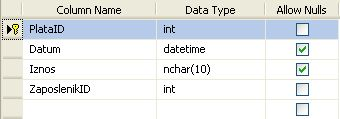 Column Name Data Type Allow Nulls
PlataID int
Datum datetime
Iznos nchar(10)
ZaposlenikID int